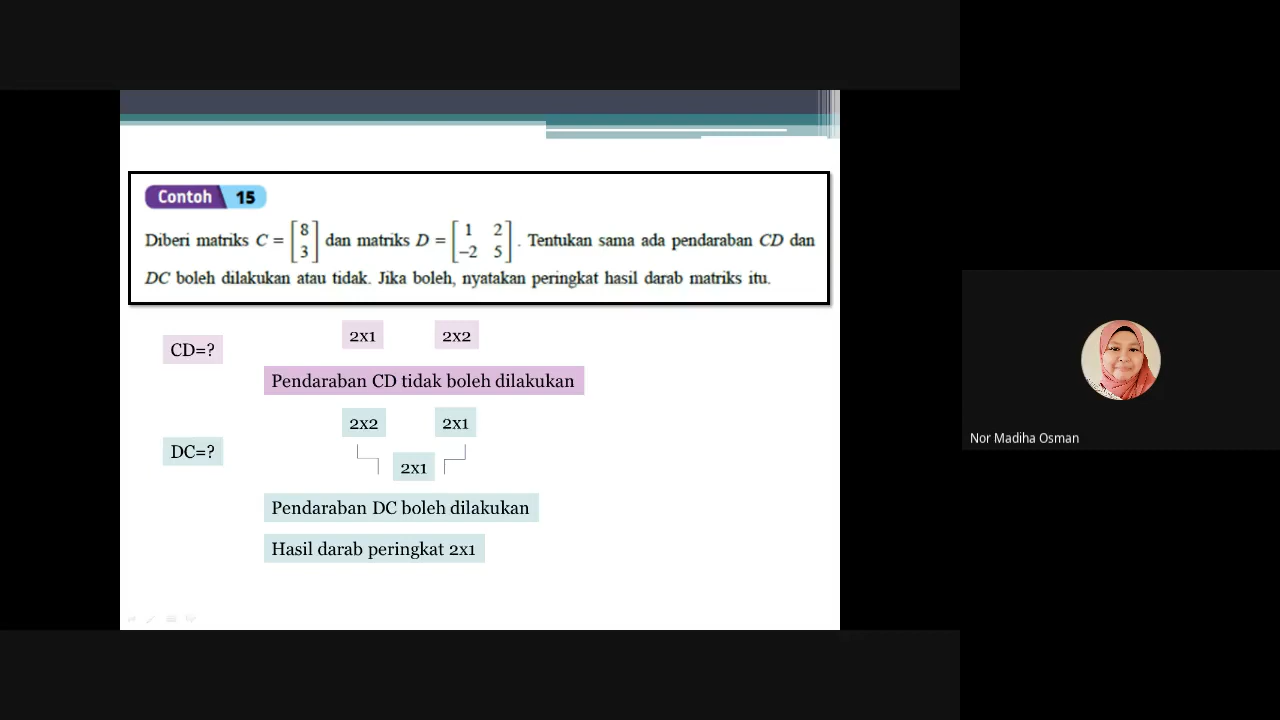 Contoh 15
Diberi matriks C = [8 3] dan matriks D = [1 2 -2 5]. Tentukan sama ada pendaraban CD dan
DC boleh dilakukan atau tidak. Jika boleh, nyatakan peringkat hasil darab matriks itu.
CD=?
2x1 2x2
Pendaraban CD tidak boleh dilakukan
DC=?
2x2 2x1
2x1
Pendaraban DC boleh dilakukan
Hasil darab peringkat 2x1
Nor Madiha Osman